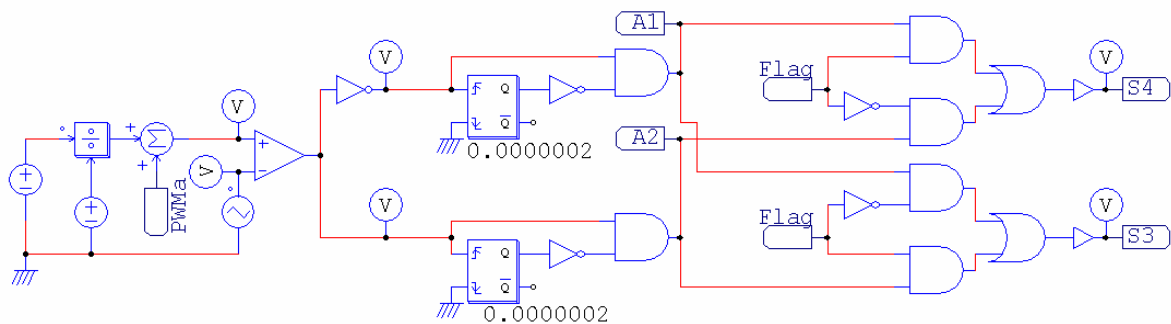 A1
V
Flag
V
Q
S4
V
÷
Σ
Q
A2
0.0000002
V
PWMa
V
Flag
V
Q
S3
Q
0.0000002